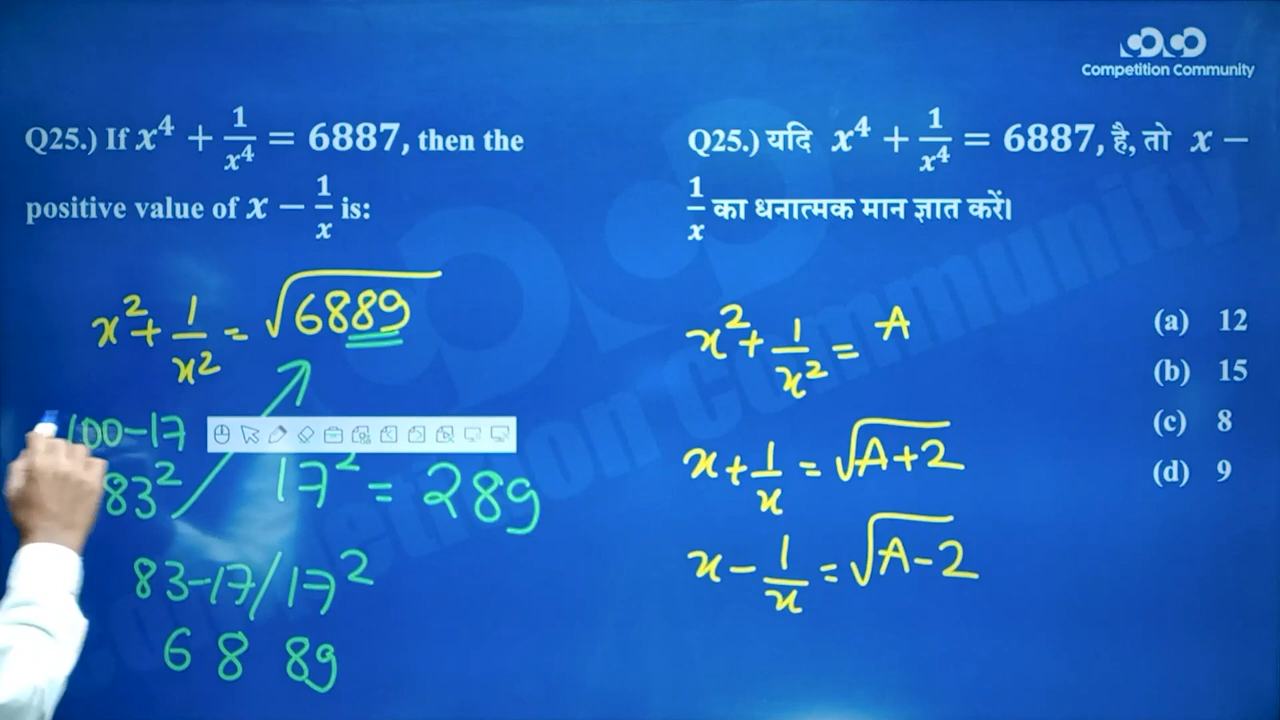 Competition Community
Q25.) If x⁴ + 1/x⁴ = 6887, then the
positive value of x − 1/x is:
x² + 1/x² = √6889
100-17
83² 17² = 289
83-17/17²
6 8 89
Q25.) यदि x⁴ + 1/x⁴ = 6887, है, तो x −
1/x का धनात्मक मान ज्ञात करें।
x² + 1/x² = A
x + 1/x = √A+2
x - 1/x = √A-2
(a) 12
(b) 15
(c) 8
(d) 9